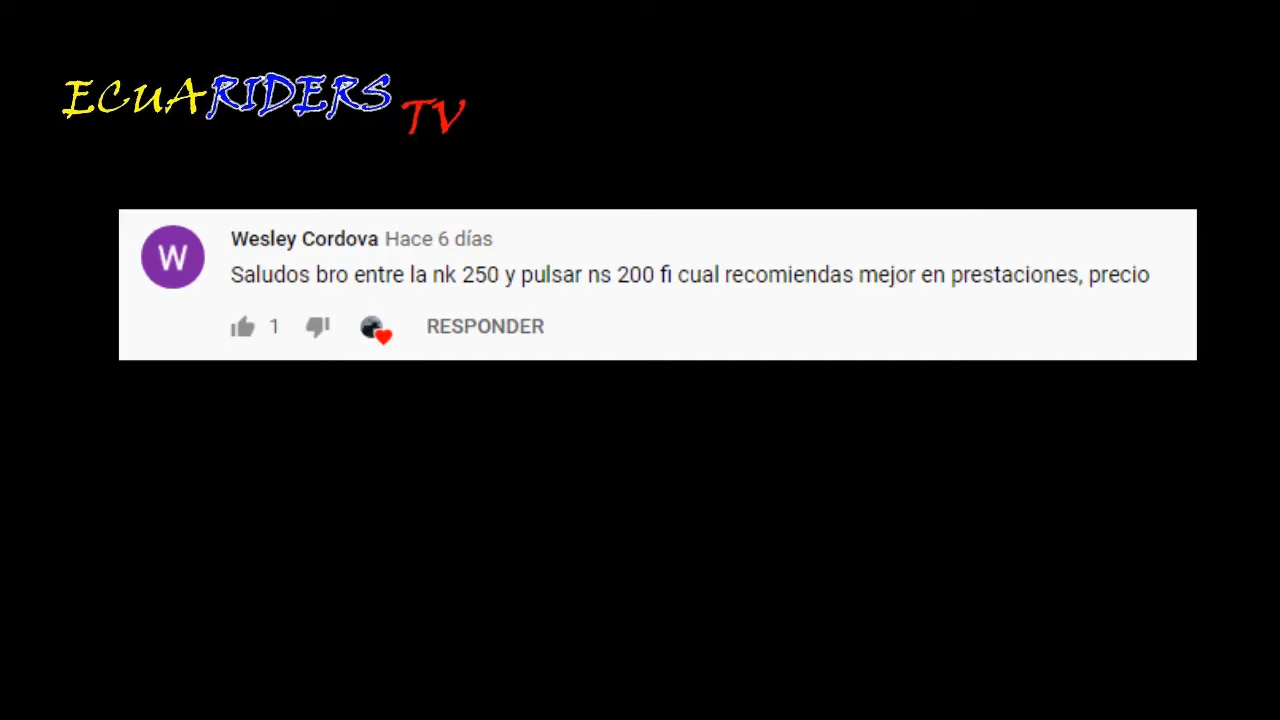 ECUARIDERS TV
W
Wesley Cordova Hace 6 días
Saludos bro entre la nk 250 y pulsar ns 200 fi cual recomiendas mejor en prestaciones, precio
1 RESPONDER